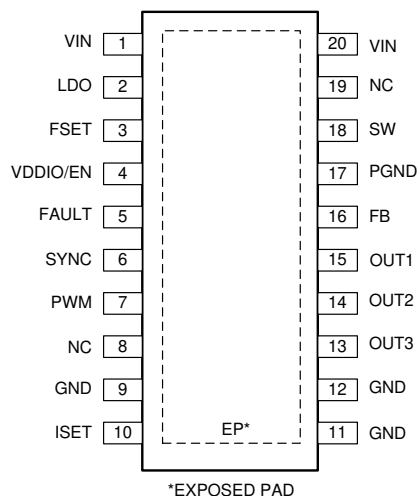 VIN 1 20 VIN
LDO 2 19 NC
FSET 3 18 SW
VDDIO/EN 4 17 PGND
FAULT 5 16 FB
SYNC 6 15 OUT1
PWM 7 14 OUT2
NC 8 13 OUT3
GND 9 12 GND
ISET 10 EP* 11 GND
*EXPOSED PAD